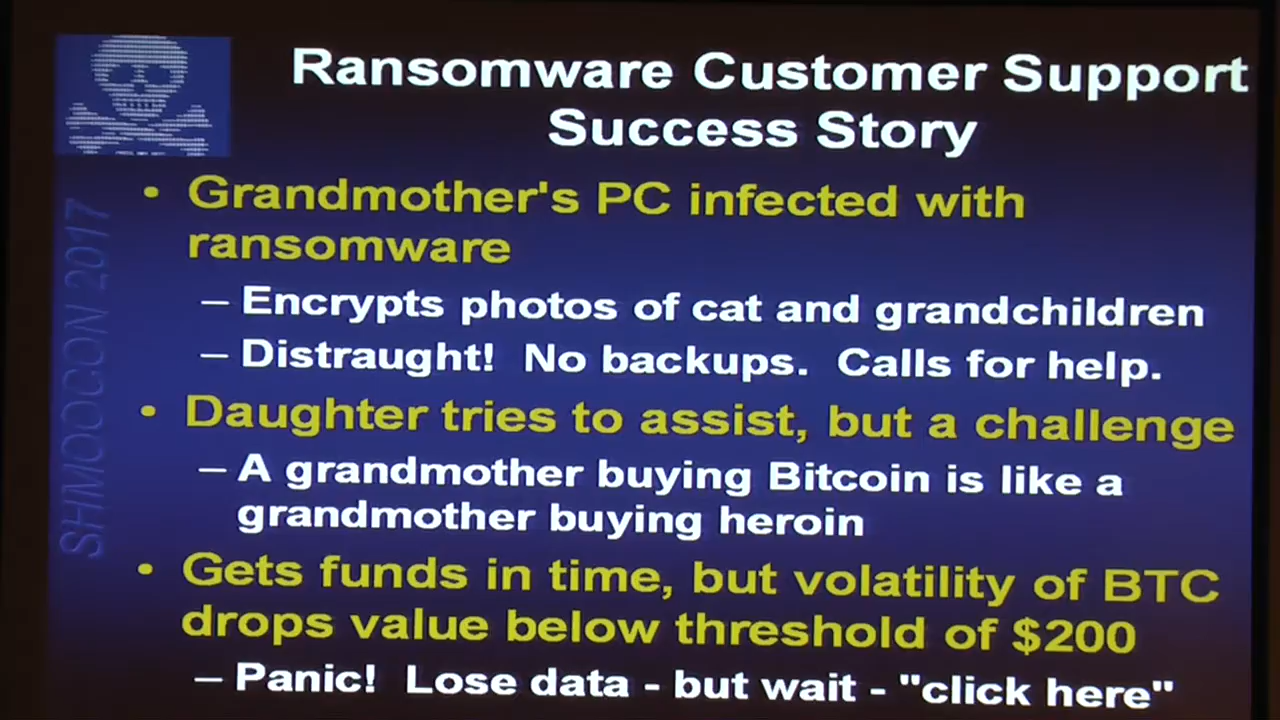 Ransomware Customer Support
Success Story
• Grandmother's PC infected with
ransomware
– Encrypts photos of cat and grandchildren
– Distraught! No backups. Calls for help.
• Daughter tries to assist, but a challenge
– A grandmother buying Bitcoin is like a
grandmother buying heroin
• Gets funds in time, but volatility of BTC
drops value below threshold of $200
– Panic! Lose data - but wait - "click here"
SHMOOCON 2017